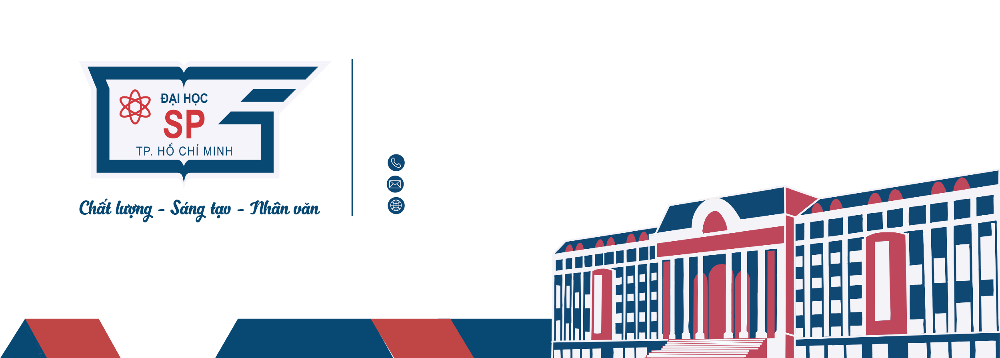 ĐẠI HỌC
SP
TP. HỒ CHÍ MINH
Chất lượng – Sáng tạo – Nhân văn.